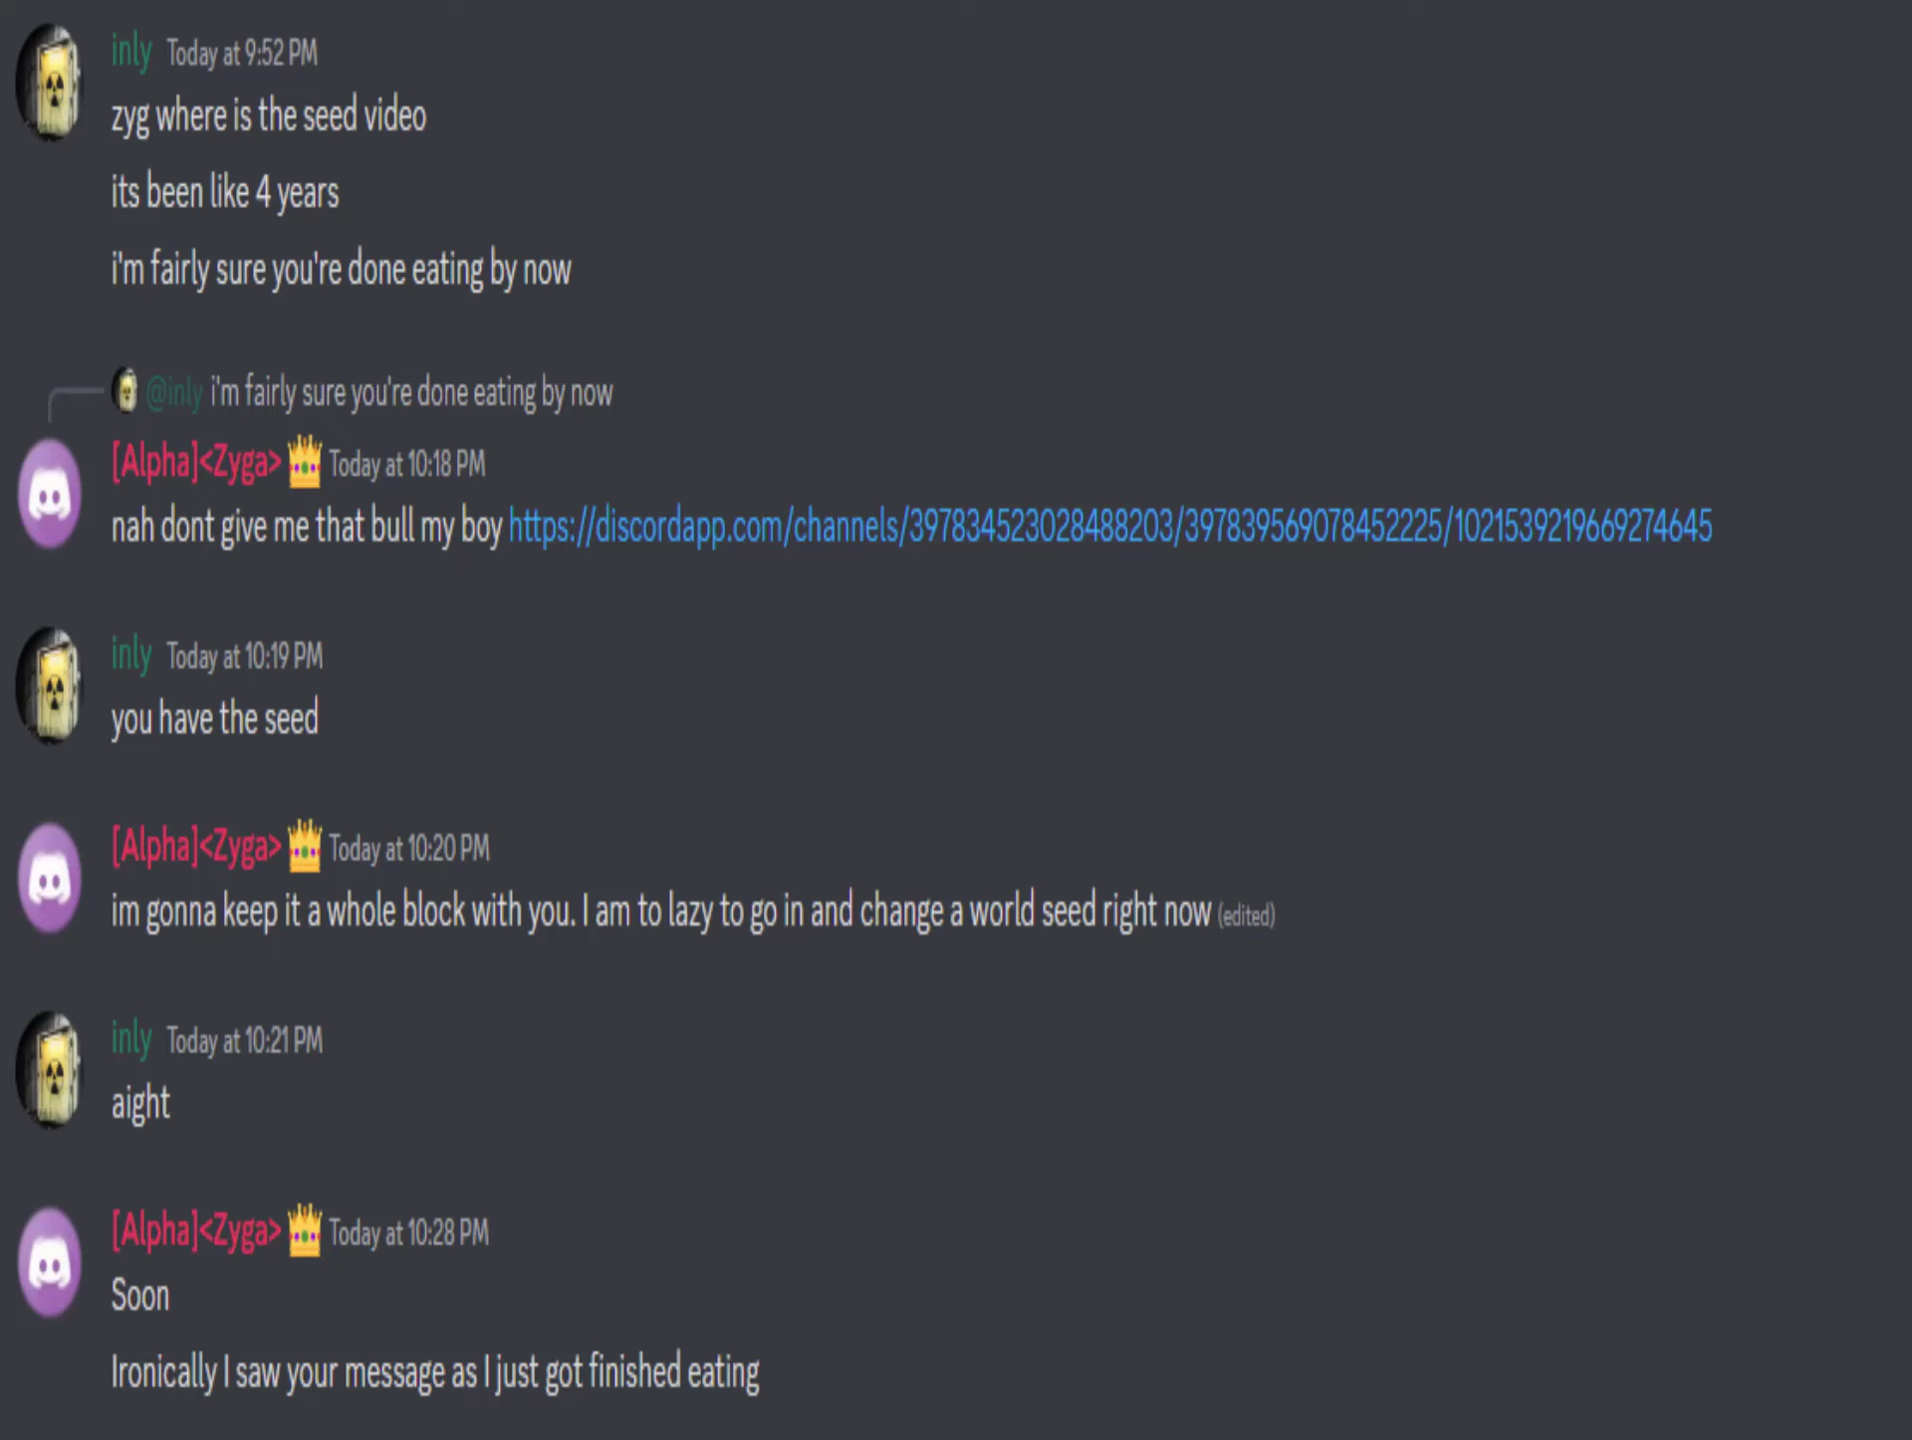 inly Today at 9:52 PM
zyg where is the seed video
its been like 4 years
i'm fairly sure you're done eating by now
@inly i'm fairly sure you're done eating by now
[Alpha]<Zyga> 👑 Today at 10:18 PM
nah dont give me that bull my boy https://discordapp.com/channels/397834523028488203/397839569078452225/1021539219669274645
inly Today at 10:19 PM
you have the seed
[Alpha]<Zyga> 👑 Today at 10:20 PM
im gonna keep it a whole block with you. I am to lazy to go in and change a world seed right now (edited)
inly Today at 10:21 PM
aight
[Alpha]<Zyga> 👑 Today at 10:28 PM
Soon
Ironically I saw your message as I just got finished eating